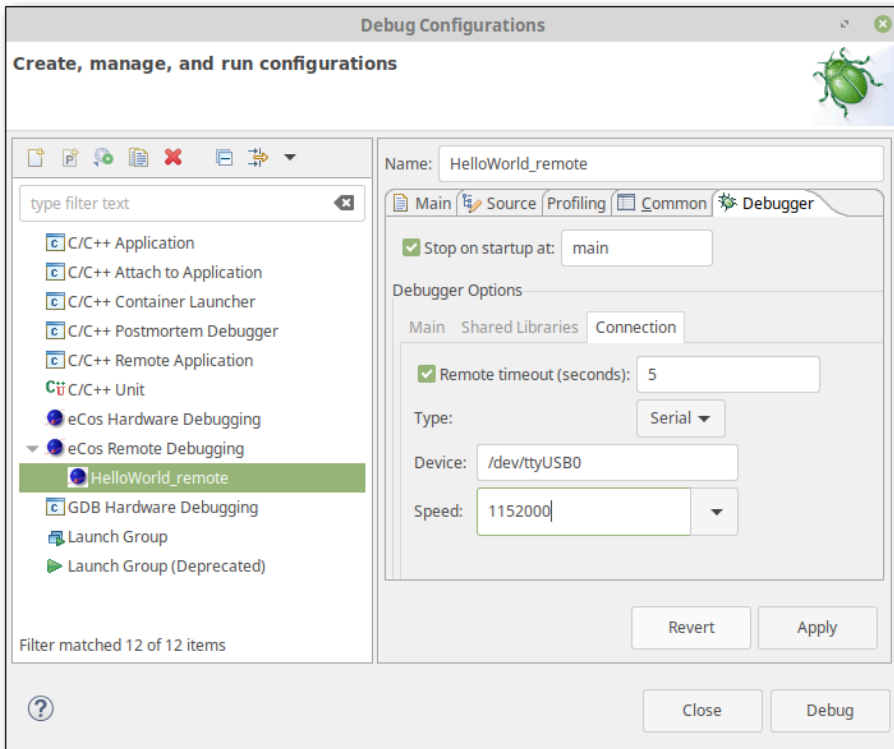 Debug Configurations
Create, manage, and run configurations
type filter text
C/C++ Application
C/C++ Attach to Application
C/C++ Container Launcher
C/C++ Postmortem Debugger
C/C++ Remote Application
C/C++ Unit
eCos Hardware Debugging
eCos Remote Debugging
HelloWorld_remote
GDB Hardware Debugging
Launch Group
Launch Group (Deprecated)
Filter matched 12 of 12 items
Name: HelloWorld_remote
Main Source Profiling Common Debugger
Stop on startup at: main
Debugger Options
Main Shared Libraries Connection
Remote timeout (seconds): 5
Type: Serial
Device: /dev/ttyUSB0
Speed: 1152000
Revert Apply
Close Debug